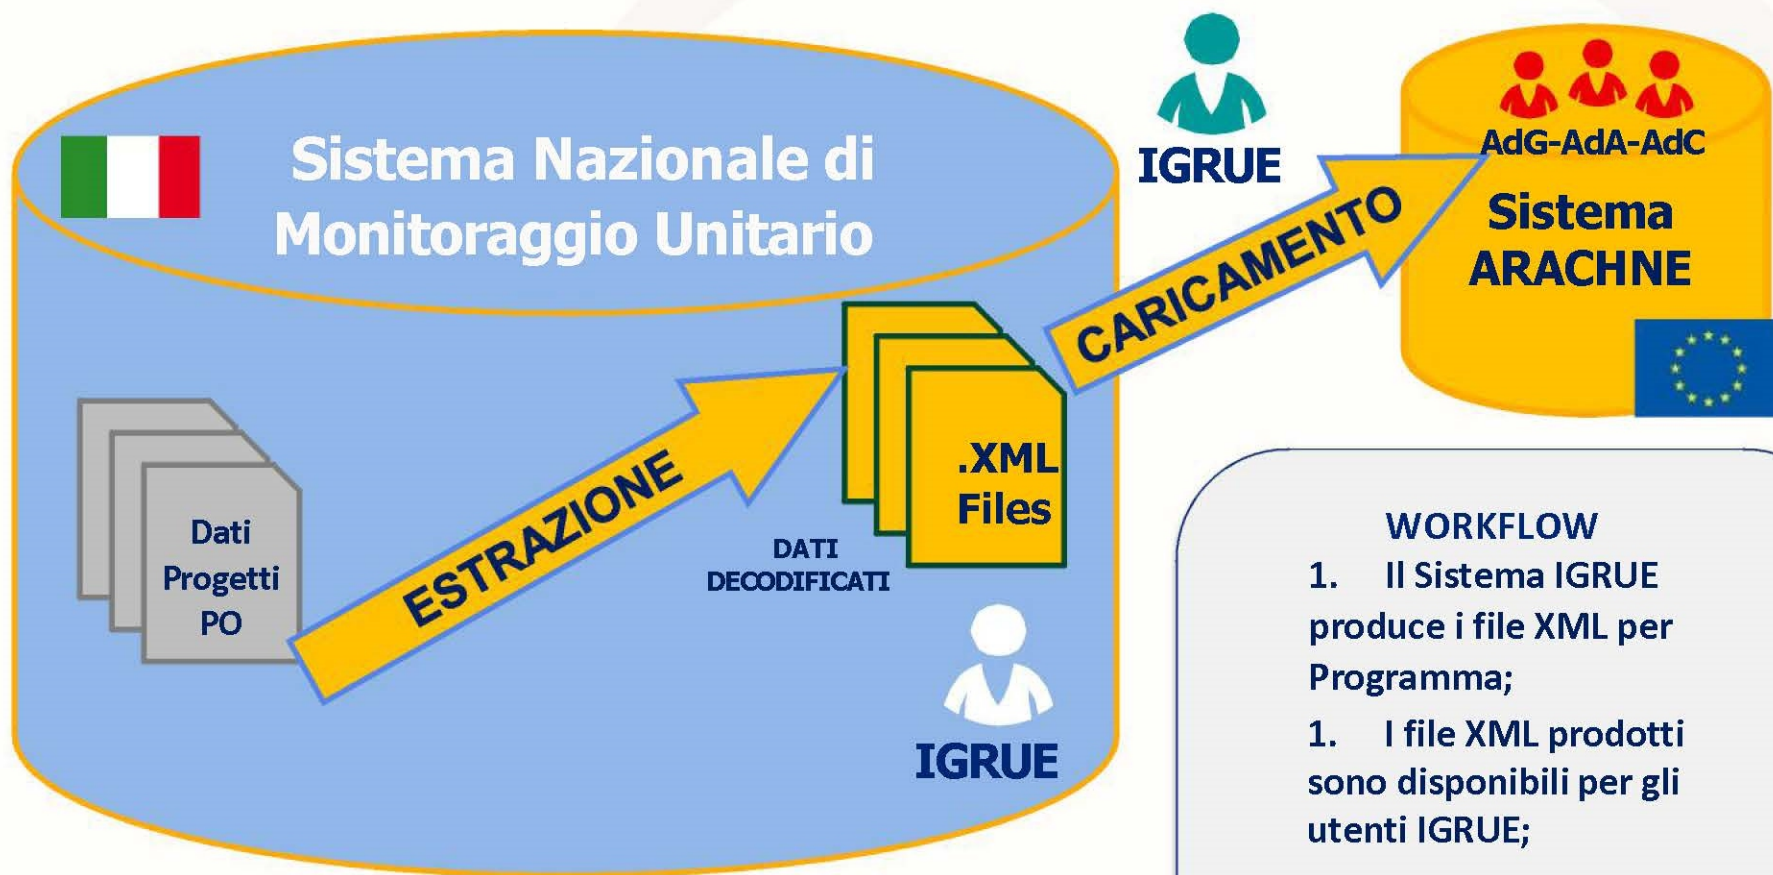 Sistema Nazionale di
Monitoraggio Unitario
IGRUE
AdG-AdA-AdC
Sistema
ARACHNE
CARICAMENTO
ESTRAZIONE
Dati
Progetti
PO
.XML
Files
DATI
DECODIFICATI
IGRUE
WORKFLOW
1. Il Sistema IGRUE
produce i file XML per
Programma;
1. I file XML prodotti
sono disponibili per gli
utenti IGRUE;